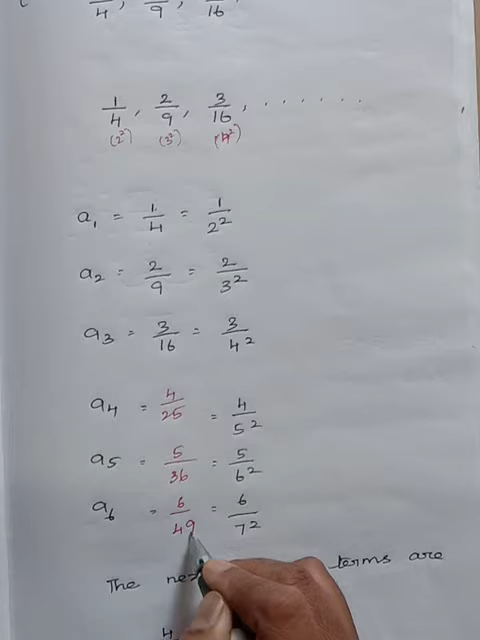 1/4, 2/9, 3/16, .......
(2²) (3²) (4²)
a₁ = 1/4 = 1/2²
a₂ = 2/9 = 2/3²
a₃ = 3/16 = 3/4²
a₄ = 4/25 = 4/5²
a₅ = 5/36 = 5/6²
a₆ = 6/49 = 6/7²
The terms are